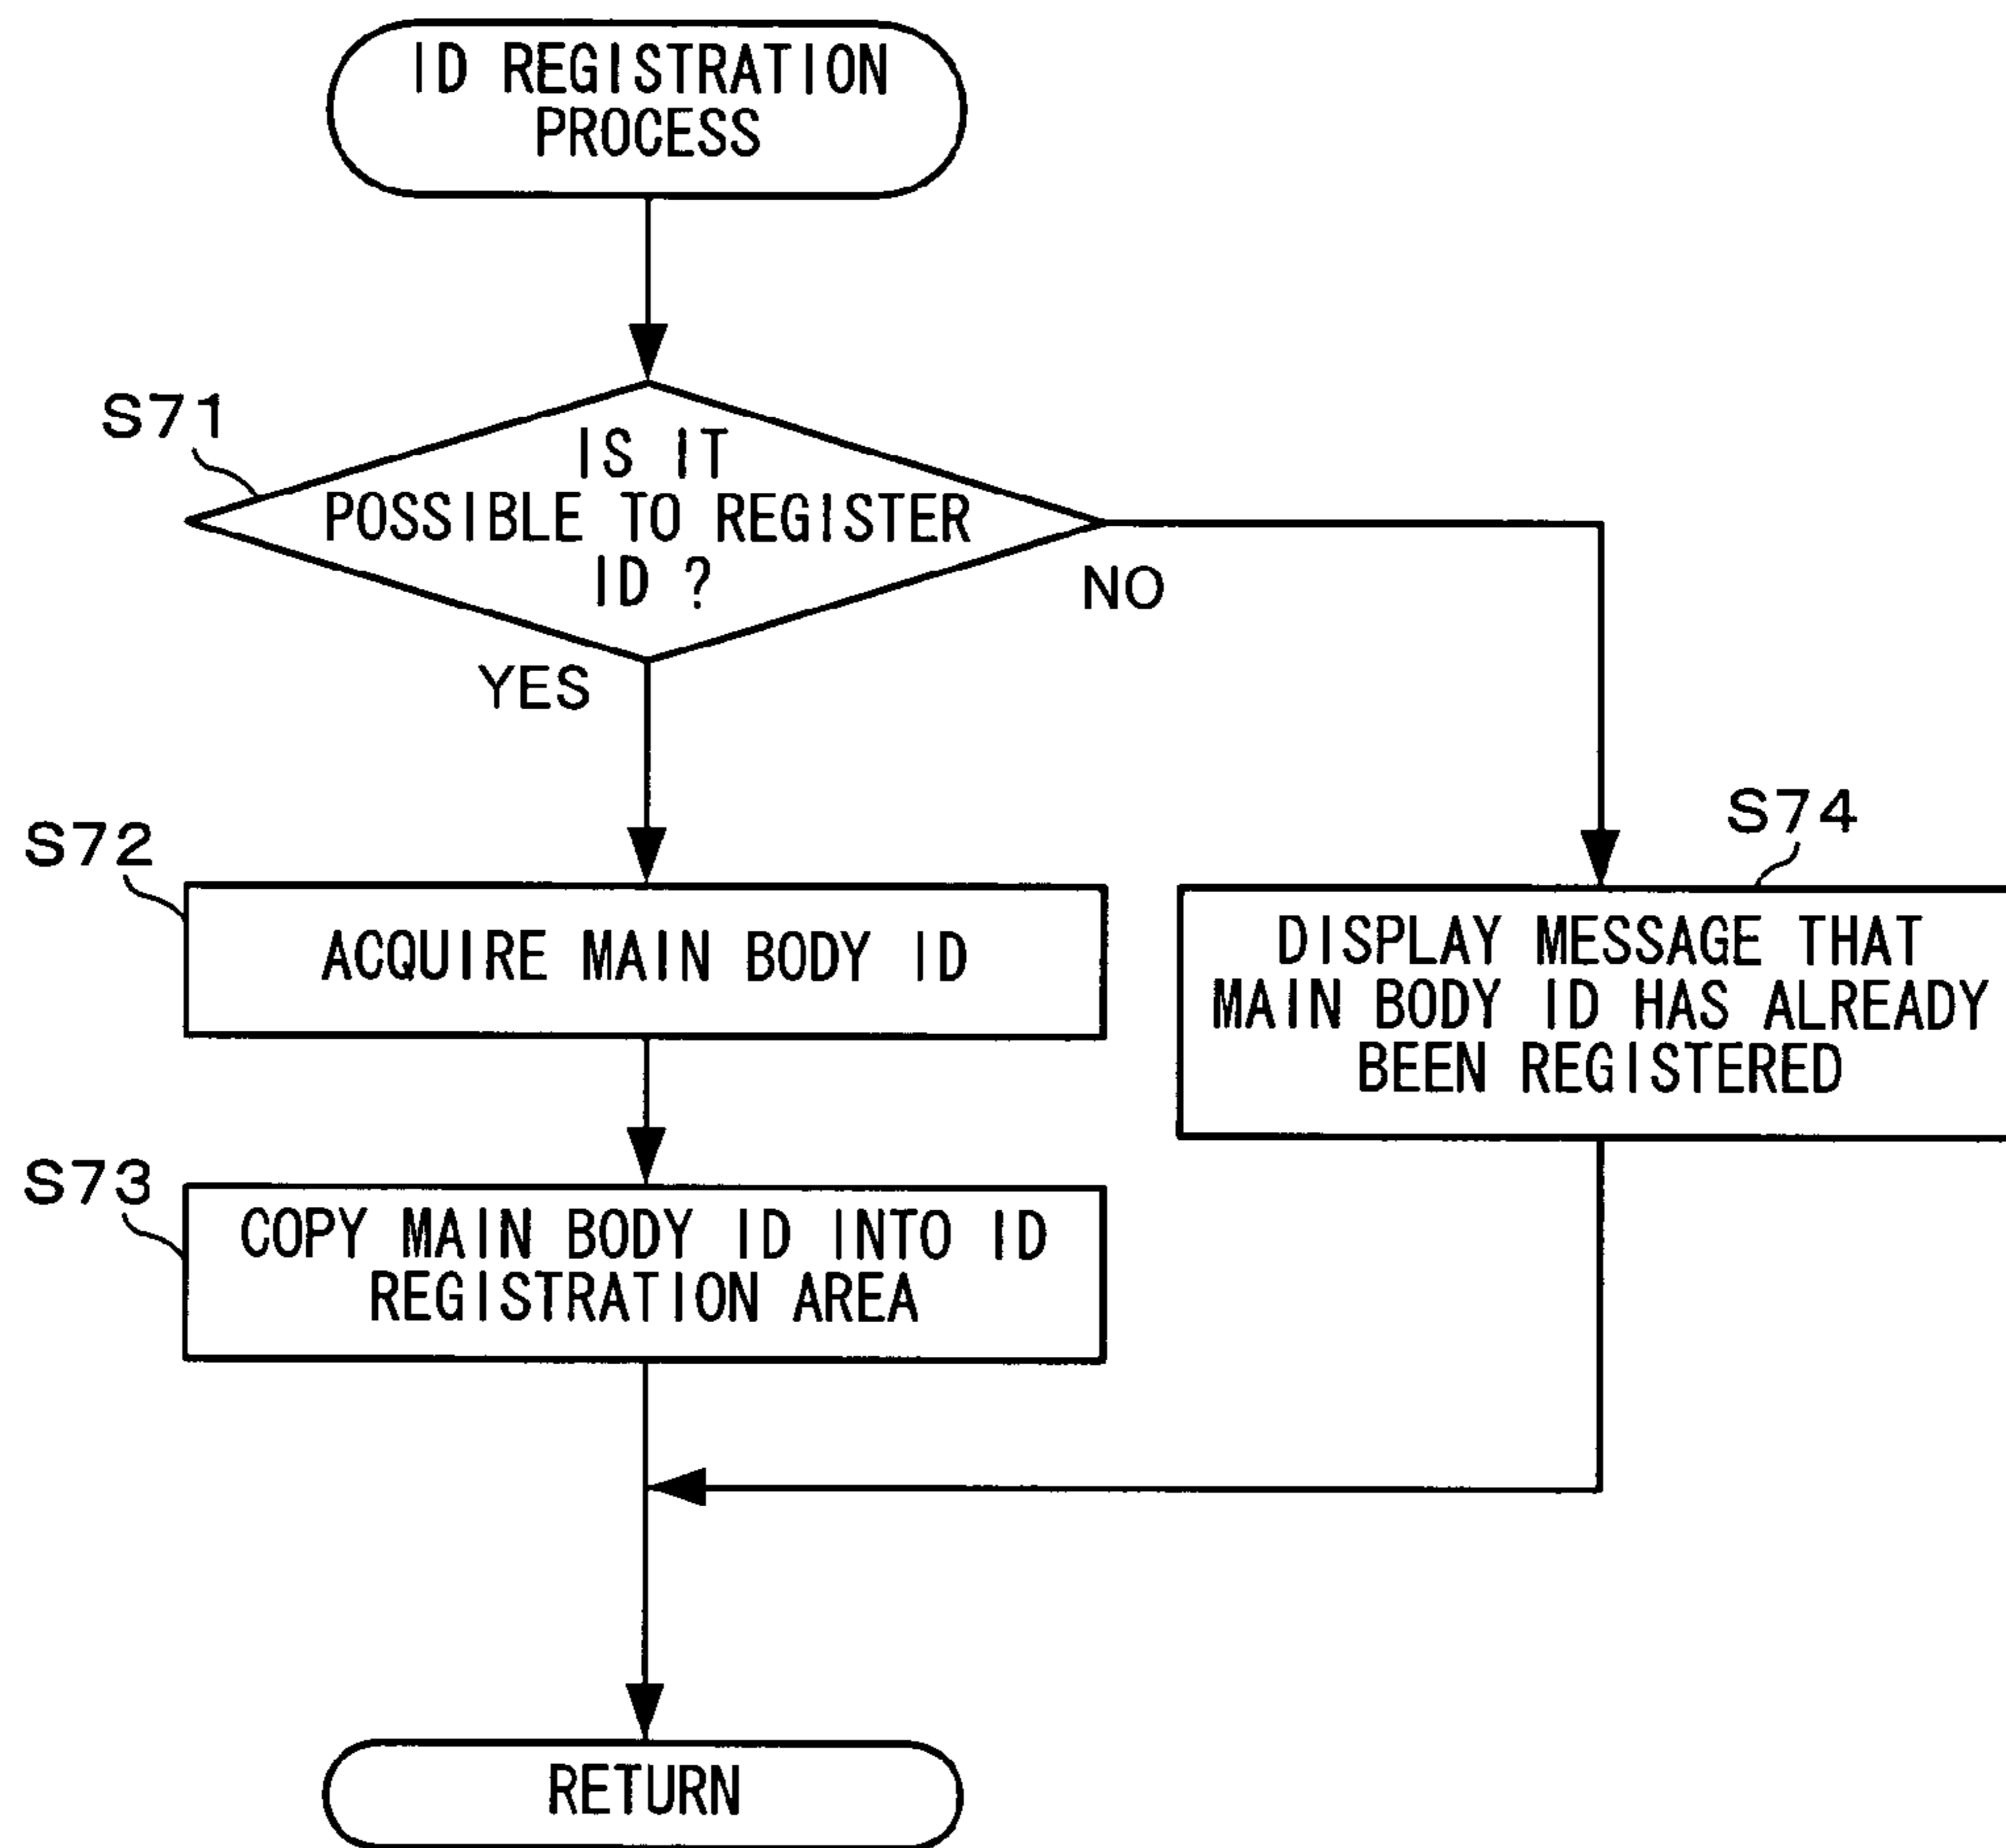 ID REGISTRATION
PROCESS
S71
IS IT
POSSIBLE TO REGISTER
ID ?
NO
YES
S72
ACQUIRE MAIN BODY ID
S74
DISPLAY MESSAGE THAT
MAIN BODY ID HAS ALREADY
BEEN REGISTERED
S73
COPY MAIN BODY ID INTO ID
REGISTRATION AREA
RETURN